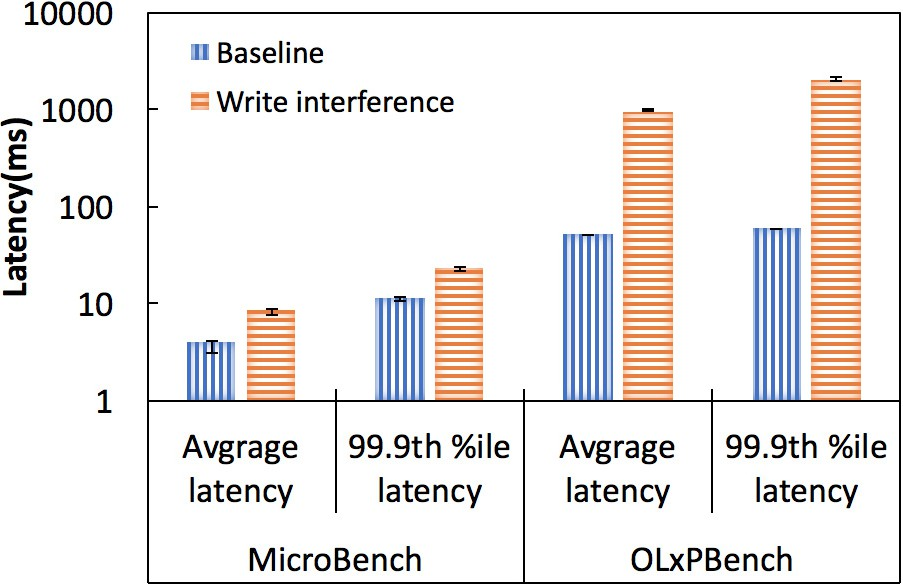 10000
1000
100
10
1
Latency(ms)
Baseline
Write interference
Avgrage
latency
99.9th %ile
latency
Avgrage
latency
99.9th %ile
latency
MicroBench
OLxPBench